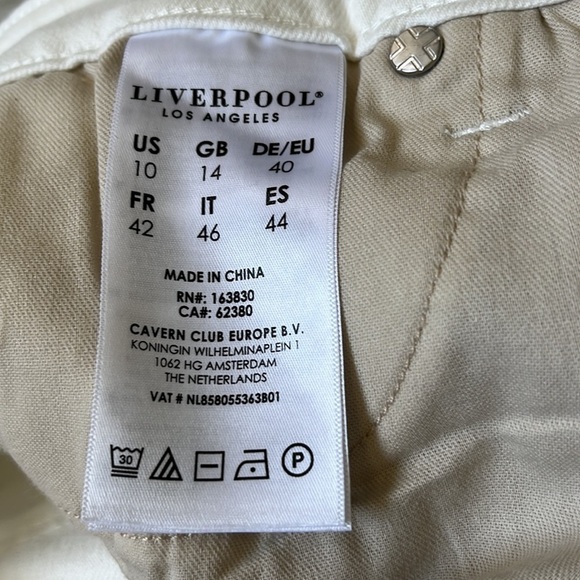 LIVERPOOL®
LOS ANGELES
US GB DE/EU
10 14 40
FR IT ES
42 46 44
MADE IN CHINA
RN#: 163830
CA#: 62380
CAVERN CLUB EUROPE B.V.
KONINGIN WILHELMINAPLEIN 1
1062 HG AMSTERDAM
THE NETHERLANDS
VAT # NL858055363B01
30 P